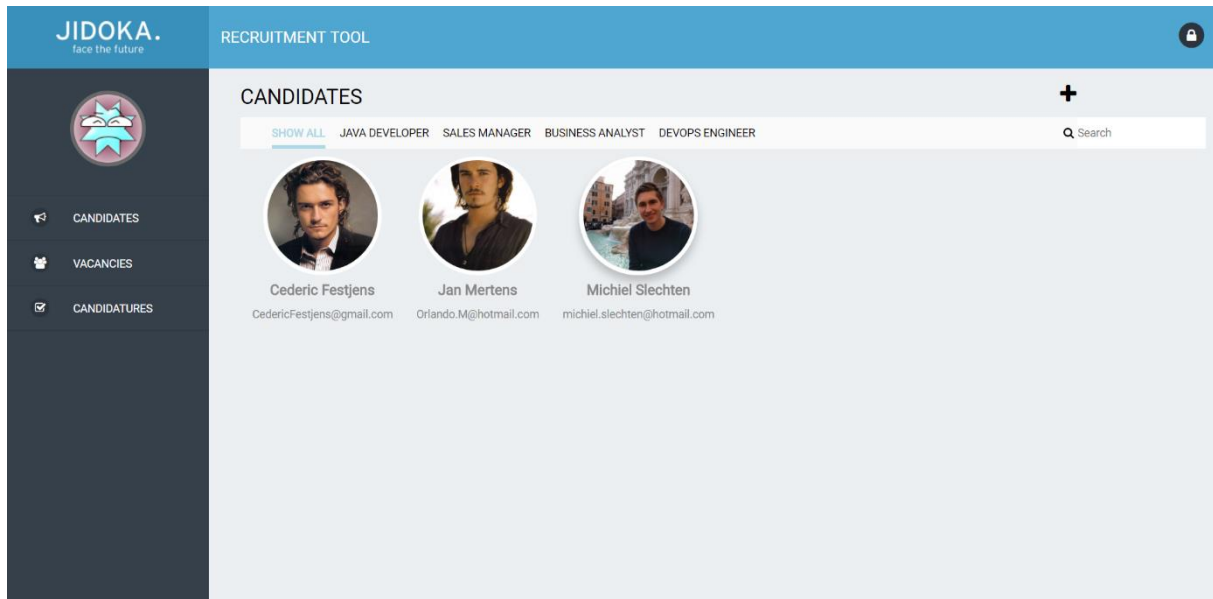 JIDOKA.
face the future
RECRUITMENT TOOL
CANDIDATES
SHOW ALL JAVA DEVELOPER SALES MANAGER BUSINESS ANALYST DEVOPS ENGINEER Search
CANDIDATES
VACANCIES
CANDIDATURES
Cederic Festjens Jan Mertens Michiel Slechten
CedericFestjens@gmail.com Orlando.M@hotmail.com michiel.slechten@hotmail.com